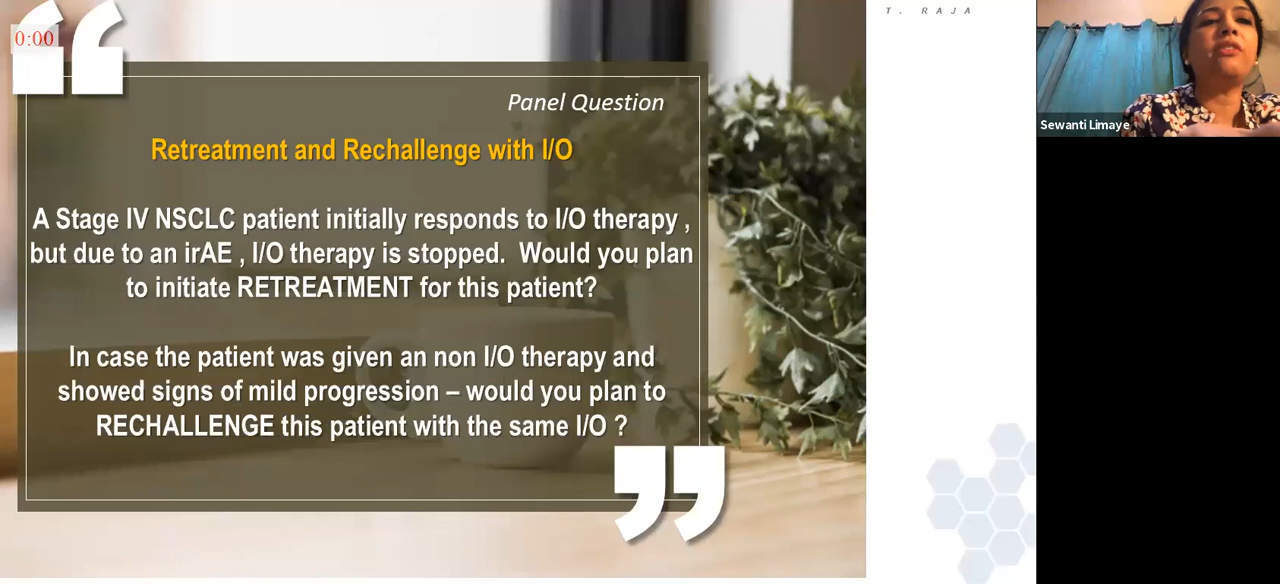 0:00
T. RAJA
Sewanti Limaye
Panel Question
Retreatment and Rechallenge with I/O
A Stage IV NSCLC patient initially responds to I/O therapy ,
but due to an irAE , I/O therapy is stopped. Would you plan
to initiate RETREATMENT for this patient?
In case the patient was given an non I/O therapy and
showed signs of mild progression – would you plan to
RECHALLENGE this patient with the same I/O ?